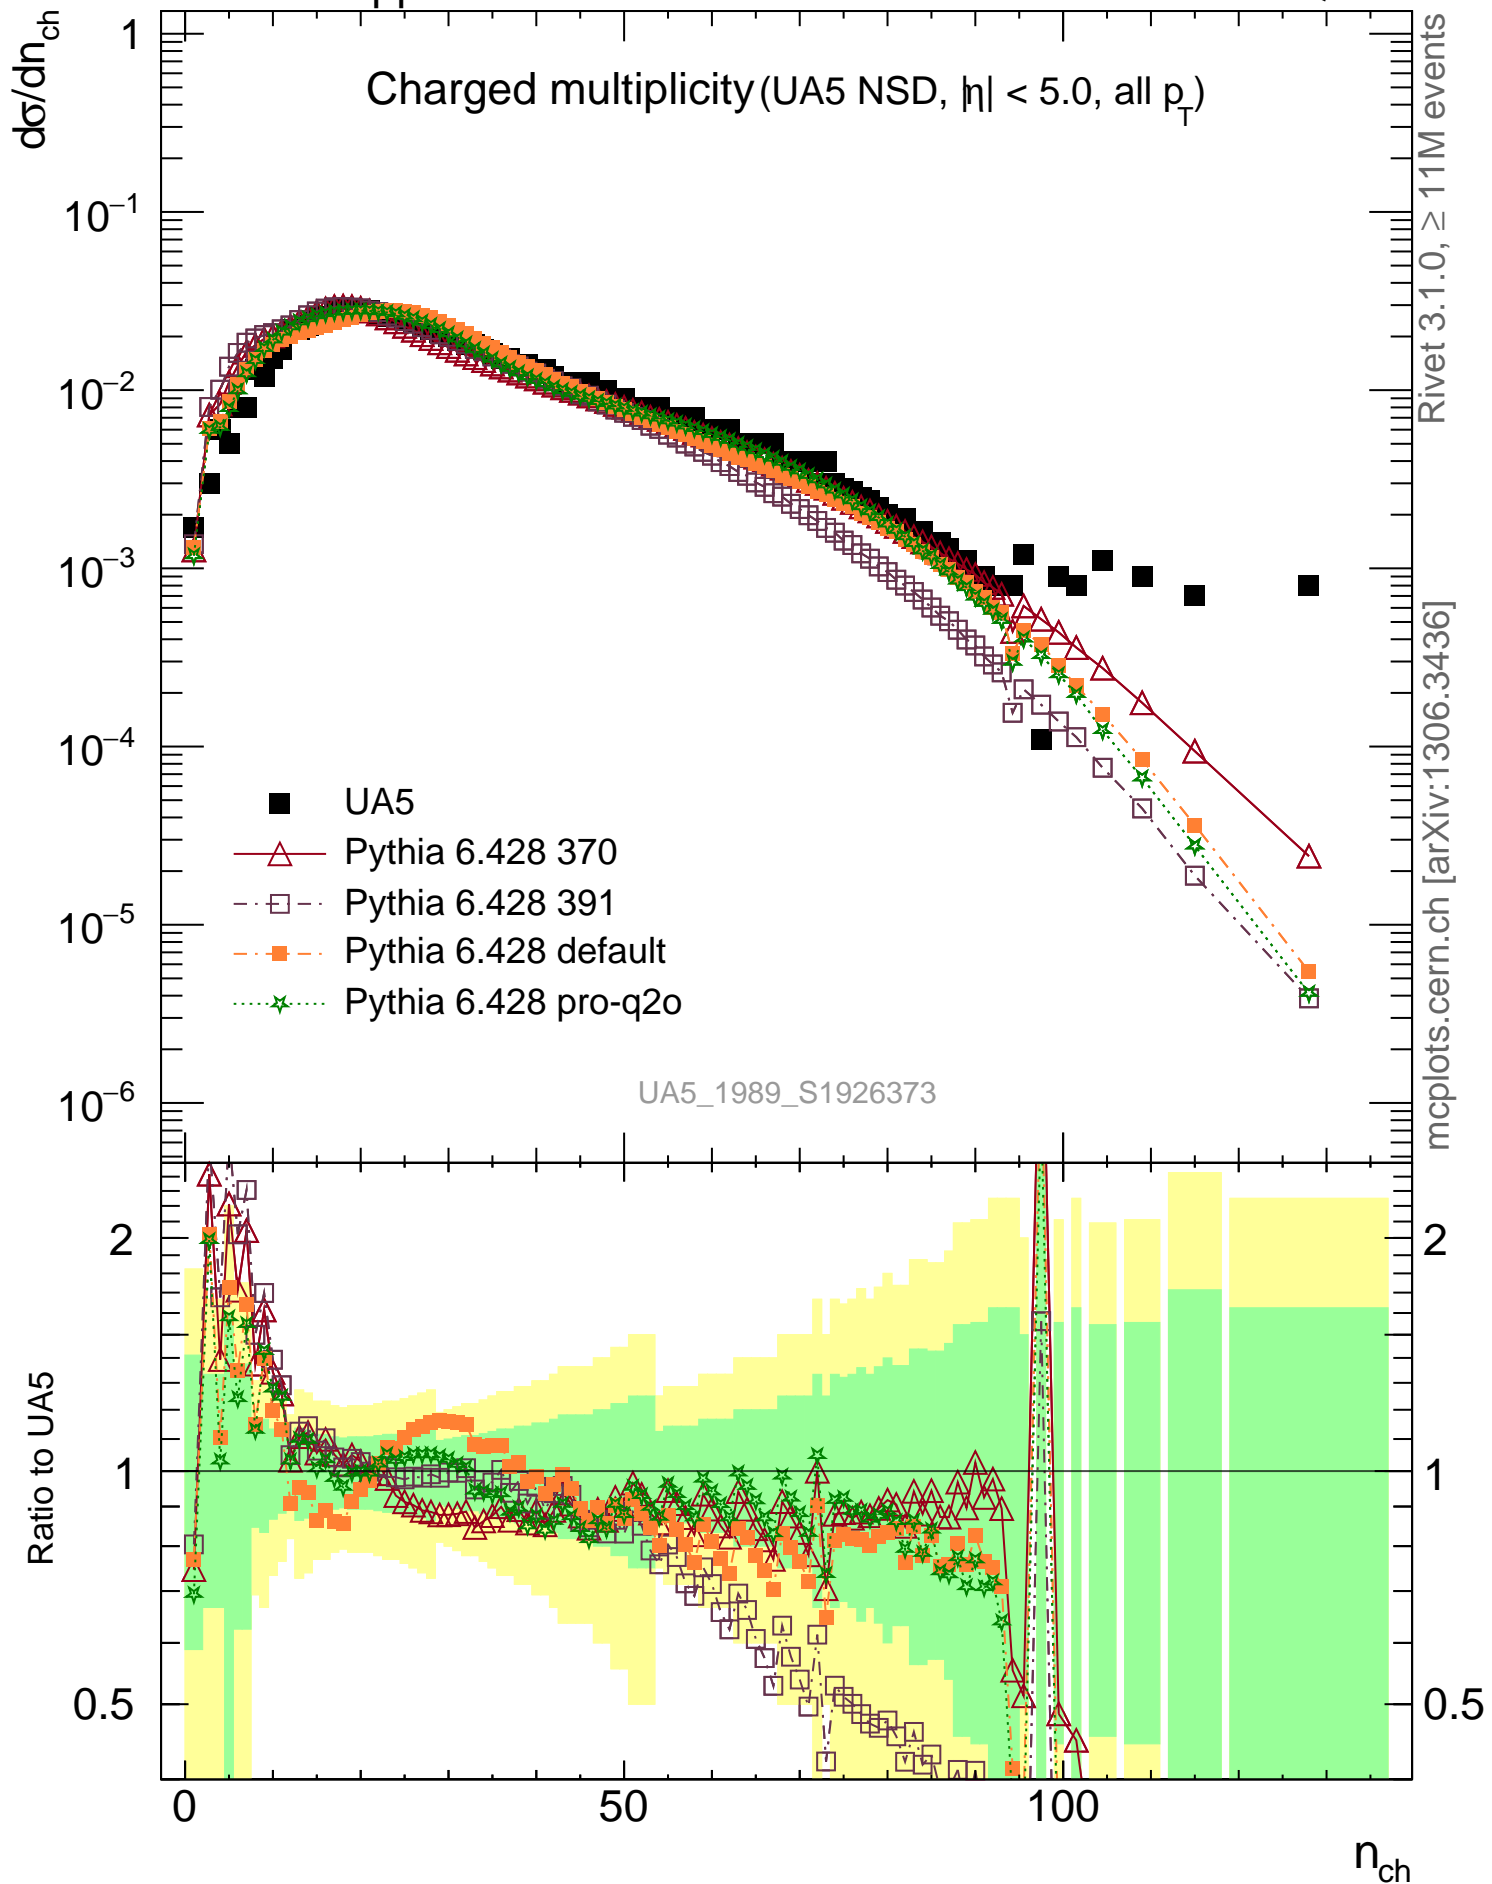 dσ/dn_ch
Charged multiplicity (UA5 NSD, |η| < 5.0, all p_T)
1
10⁻¹
10⁻²
10⁻³
10⁻⁴
10⁻⁵
10⁻⁶
UA5
Pythia 6.428 370
Pythia 6.428 391
Pythia 6.428 default
Pythia 6.428 pro-q2o
UA5_1989_S1926373
Rivet 3.1.0, ≥ 11M events
mcplots.cern.ch [arXiv:1306.3436]
Ratio to UA5
2
1
0.5
2
1
0.5
0
50
100
n_ch